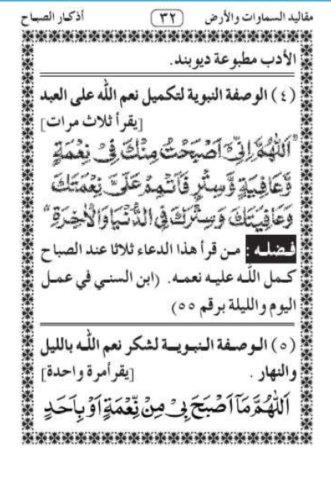 مقاليد السماوات والأرض ٣٢ أذكار الصباح
الأدب مطبوعة ديوبند.
(٤) الوصفة النبوية لتكميل نعم الله على العبد
[يقرأ ثلاث مرات]
اَللّٰهُمَّ اِنِّىْ اَصْبَحْتُ مِنْكَ فِىْ نِعْمَةٍ
وَّعَافِيَةٍ وَّسِتْرٍ فَاَتْمِمْ عَلَىَّ نِعْمَتَكَ
وَعَافِيَتَكَ وَسِتْرَكَ فِى الدُّنْيَا وَالْاٰخِرَةِ
فضله : من قرأ هذا الدعاء ثلاثا عند الصباح
كمل الله عليه نعمه. (ابن السني في عمل
اليوم والليلة برقم ٥٥)
(٥) الوصفة النبوية لشكر نعم الله بالليل
والنهار . [يقرأ مرة واحدة]
اَللّٰهُمَّ مَا اَصْبَحَ بِىْ مِنْ نِّعْمَةٍ اَوْ بِاَحَدٍ